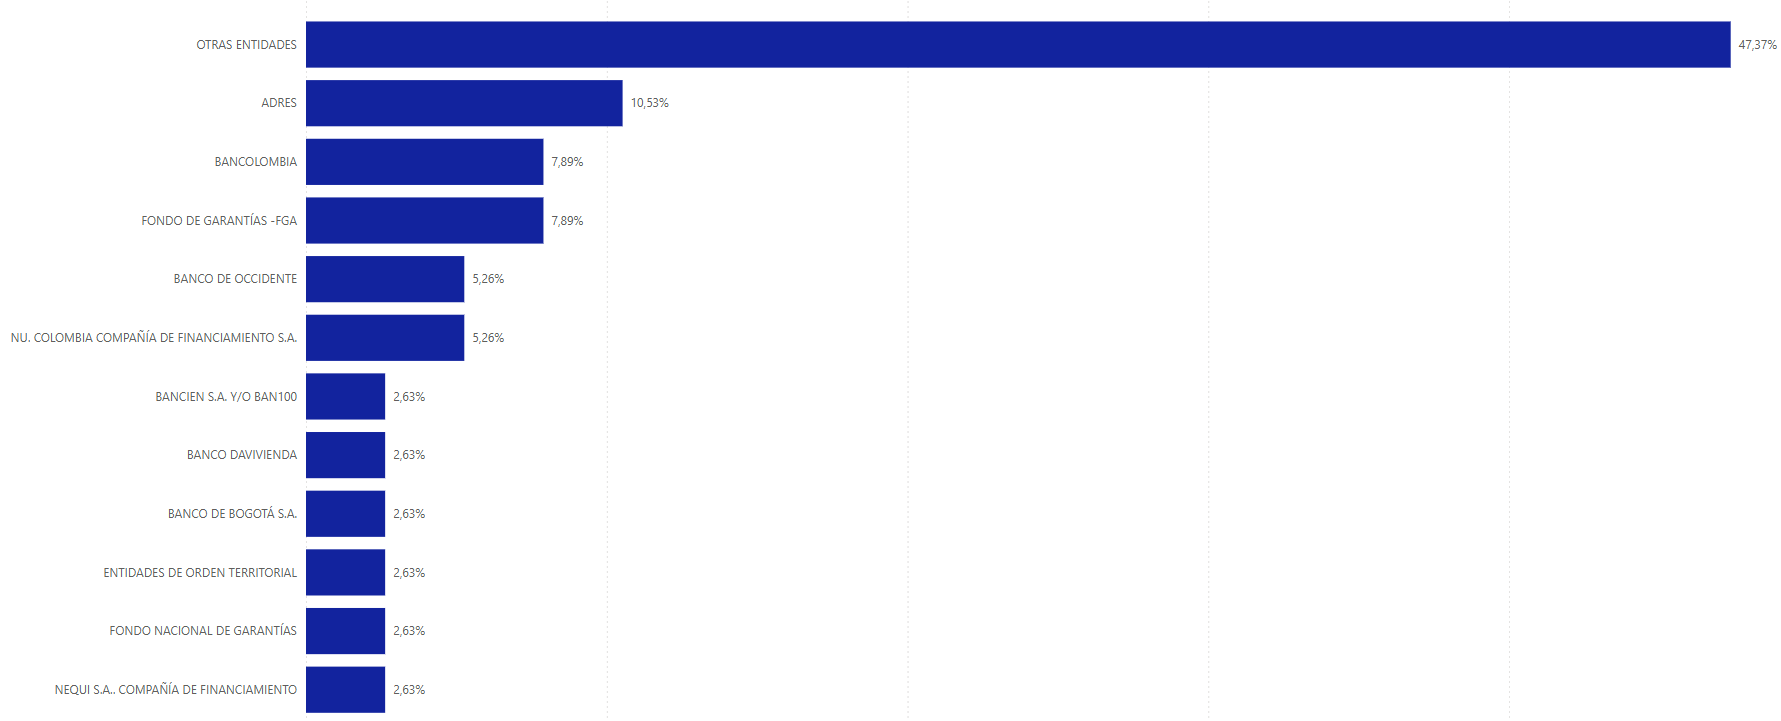 OTRAS ENTIDADES 47,37%
ADRES 10,53%
BANCOLOMBIA 7,89%
FONDO DE GARANTÍAS -FGA 7,89%
BANCO DE OCCIDENTE 5,26%
NU. COLOMBIA COMPAÑÍA DE FINANCIAMIENTO S.A. 5,26%
BANCIEN S.A. Y/O BAN100 2,63%
BANCO DAVIVIENDA 2,63%
BANCO DE BOGOTÁ S.A. 2,63%
ENTIDADES DE ORDEN TERRITORIAL 2,63%
FONDO NACIONAL DE GARANTÍAS 2,63%
NEQUI S.A.. COMPAÑÍA DE FINANCIAMIENTO 2,63%